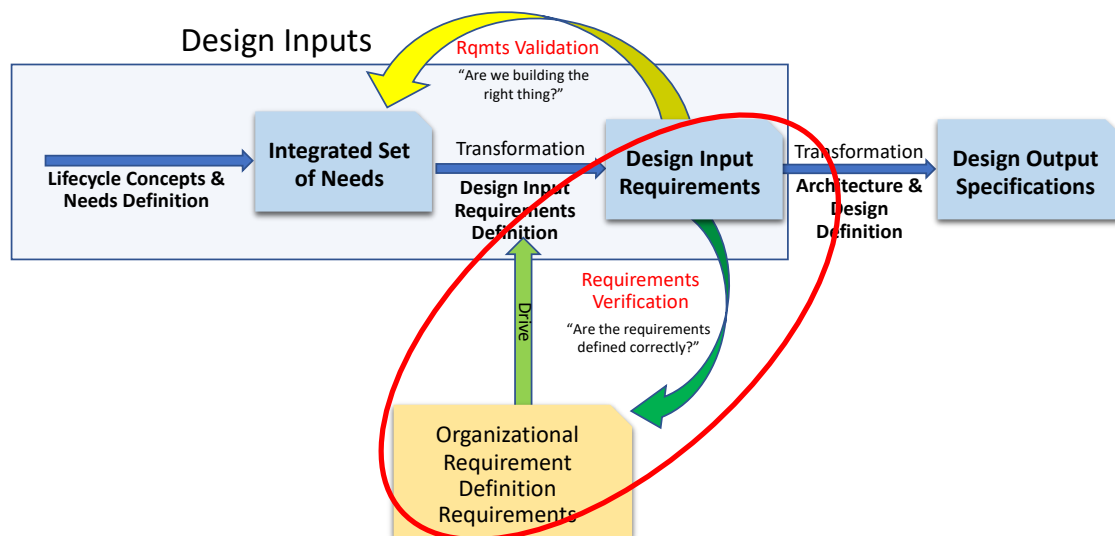 Design Inputs
Rqmts Validation
“Are we building the
right thing?”
Lifecycle Concepts &
Needs Definition
Integrated Set
of Needs
Transformation
Design Input
Requirements
Definition
Design Input
Requirements
Transformation
Architecture &
Design
Definition
Design Output
Specifications
Drive
Requirements
Verification
“Are the requirements
defined correctly?”
Organizational
Requirement
Definition
Requirements